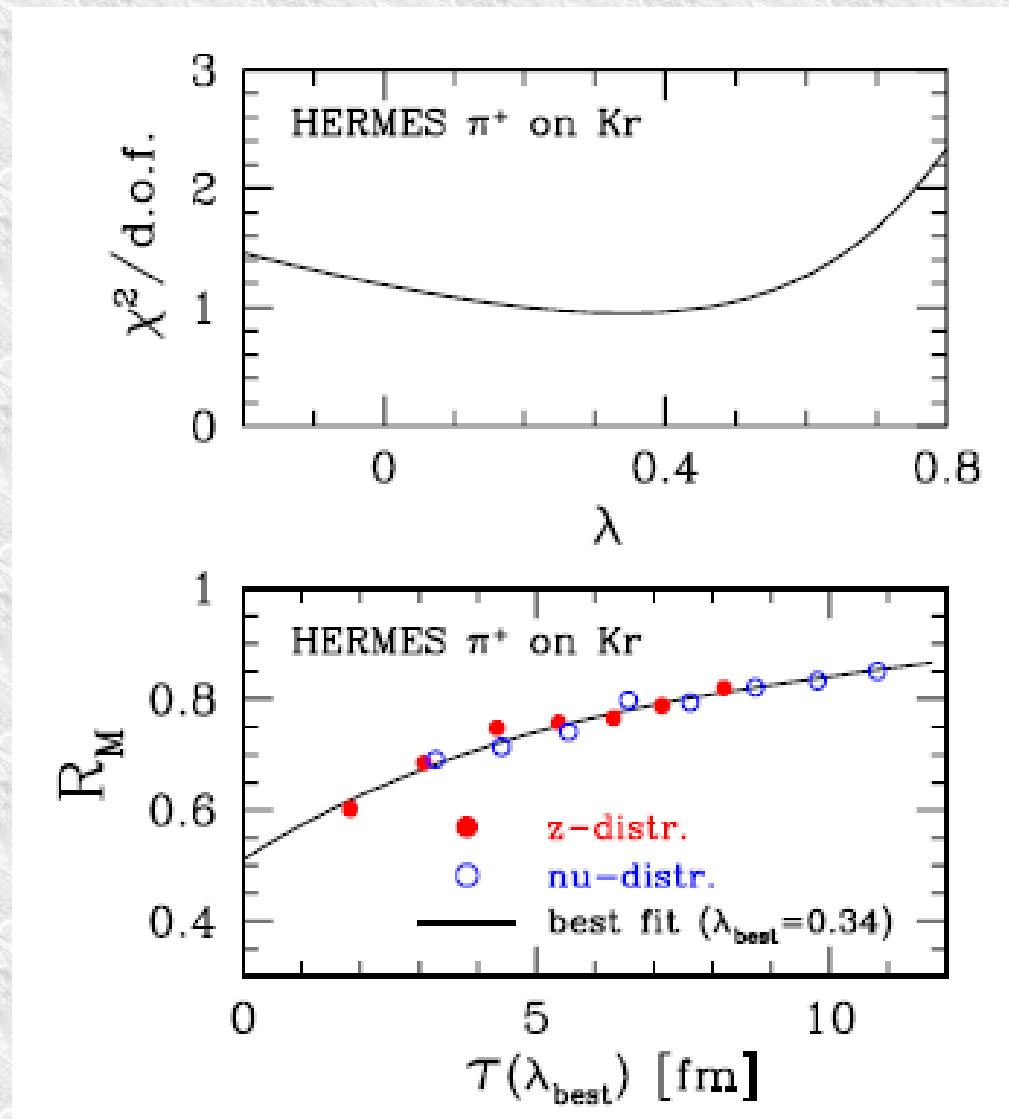 3
HERMES π⁺ on Kr
2
χ²/d.o.f.
1
0
0 0.4 0.8
λ
1
HERMES π⁺ on Kr
0.8
R_M
0.6
z-distr.
nu-distr.
0.4
best fit (λ_best=0.34)
0 5 10
τ(λ_best) [fm]